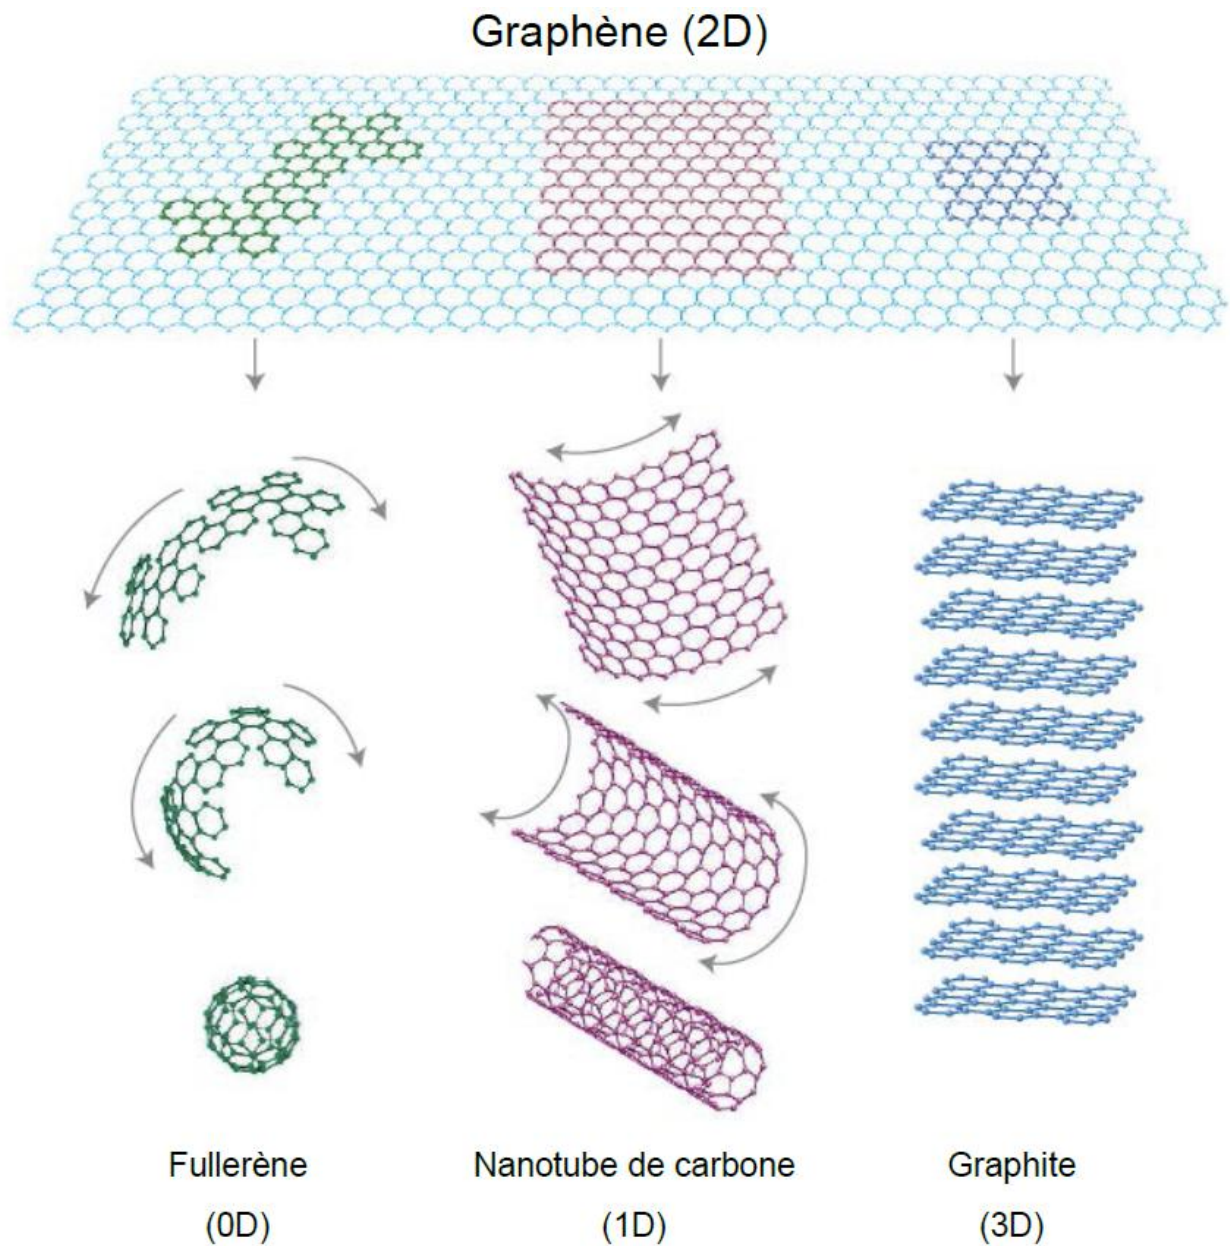 Graphène (2D)
Fullerène
(0D)
Nanotube de carbone
(1D)
Graphite
(3D)